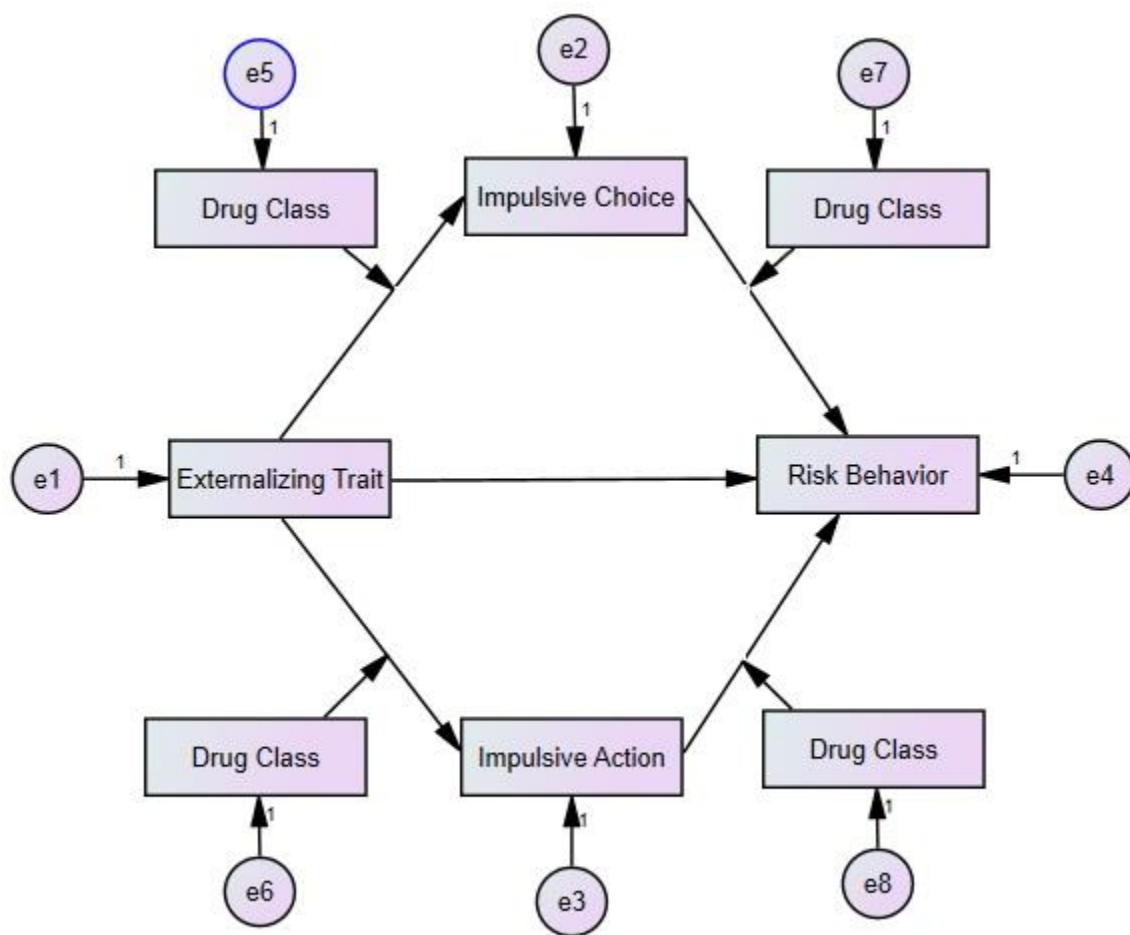 e5
e2
e7
1
1
1
Drug Class
Impulsive Choice
Drug Class
e1
1
Externalizing Trait
Risk Behavior
1
e4
Drug Class
Impulsive Action
Drug Class
1
1
1
e6
e3
e8